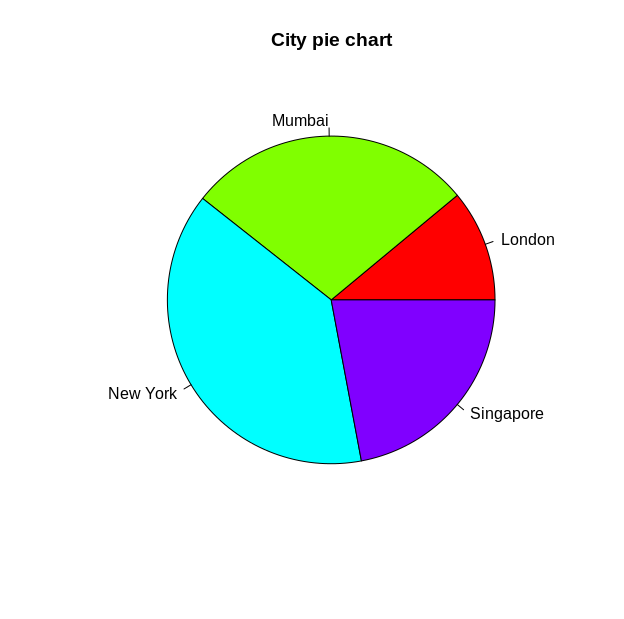 City pie chart
Mumbai
London
New York
Singapore